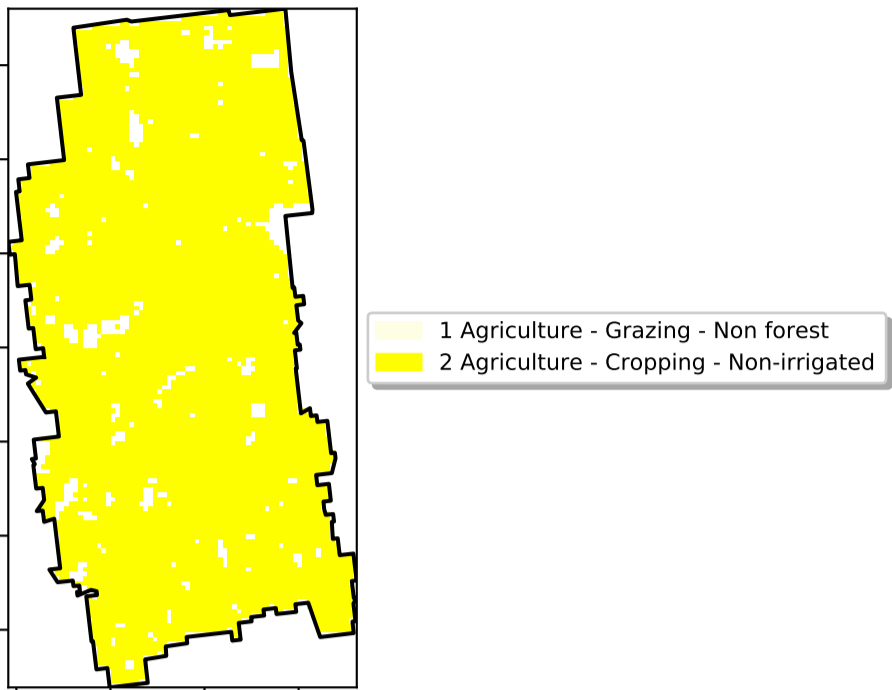 1 Agriculture - Grazing - Non forest
2 Agriculture - Cropping - Non-irrigated